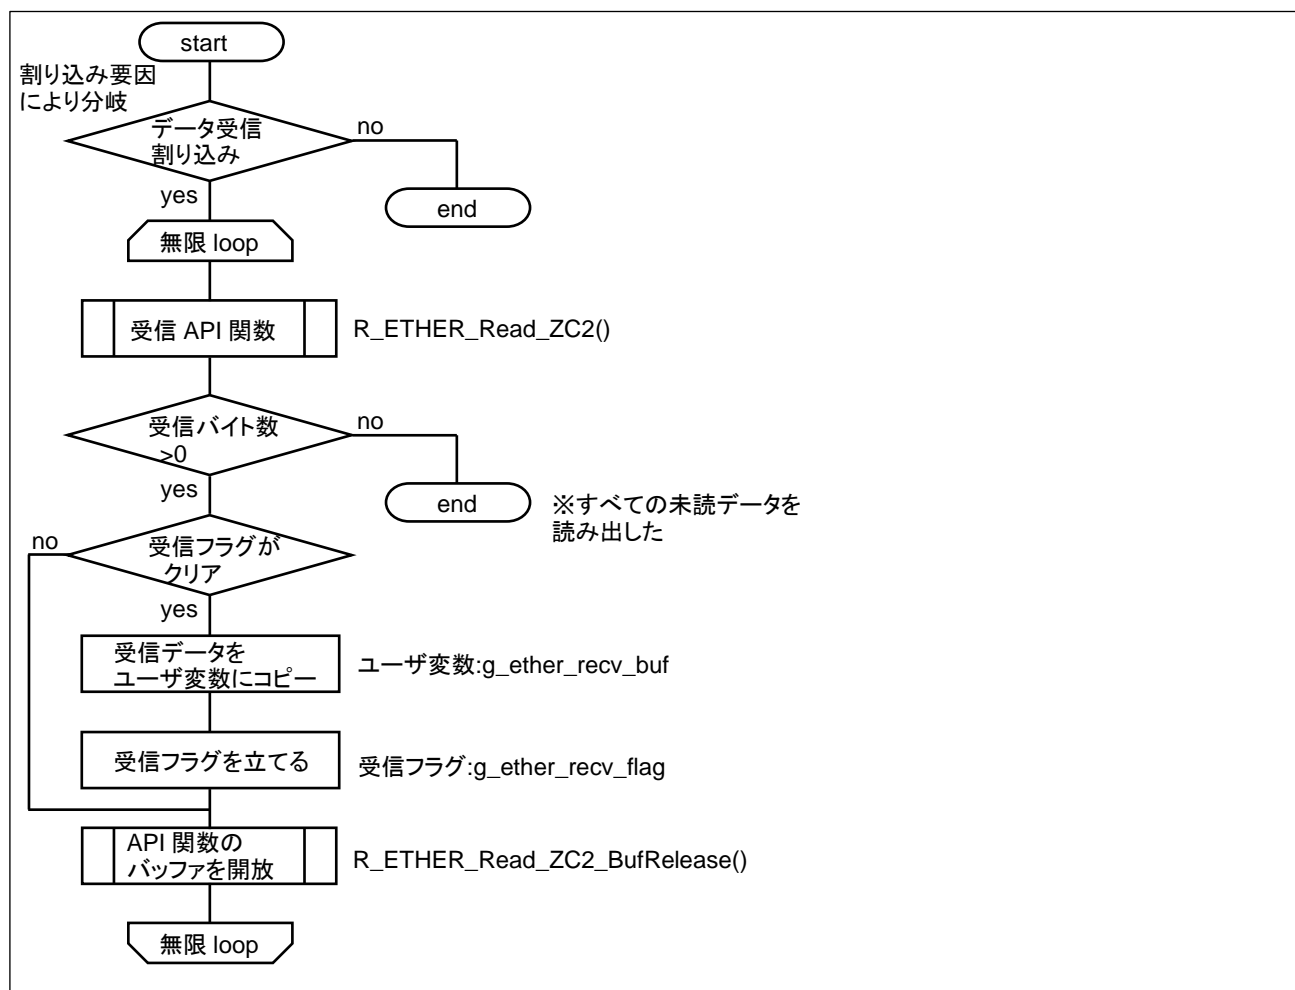 start
割り込み要因
により分岐
データ受信
割り込み
no
yes
end
無限 loop
受信 API 関数
R_ETHER_Read_ZC2()
受信バイト数
>0
no
yes
end
※すべての未読データを
読み出した
no
受信フラグが
クリア
yes
受信データを
ユーザ変数にコピー
ユーザ変数:g_ether_recv_buf
受信フラグを立てる
受信フラグ:g_ether_recv_flag
API 関数の
バッファを開放
R_ETHER_Read_ZC2_BufRelease()
無限 loop